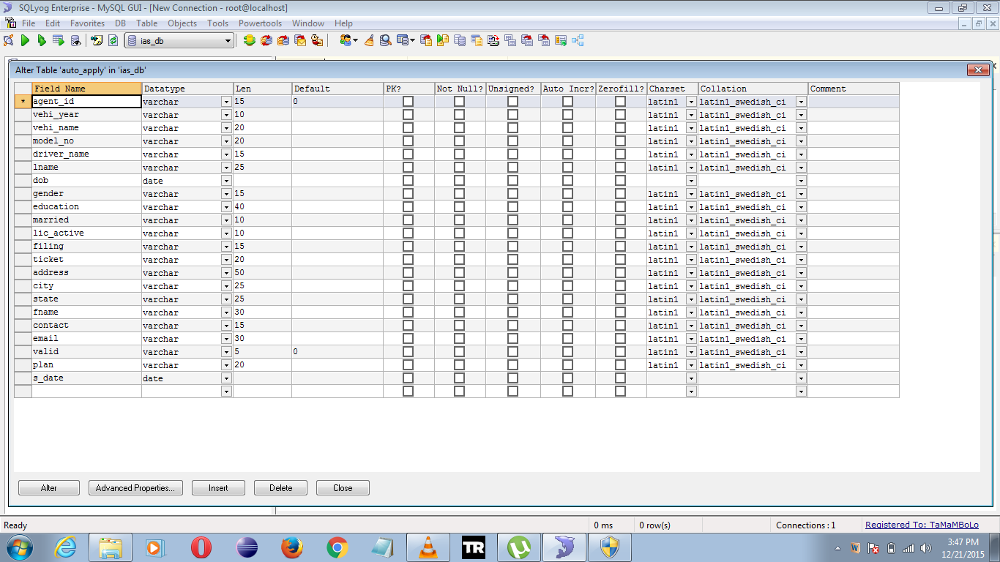 SQLyog Enterprise - MySQL GUI - [New Connection - root@localhost]
File Edit Favorites DB Table Objects Tools Powertools Window Help
ias_db
Alter Table 'auto_apply' in 'ias_db'
Field Name Datatype Len Default PK? Not Null? Unsigned? Auto Incr? Zerofill? Charset Collation Comment
* agent_id varchar 15 0 latin1 latin1_swedish_ci
vehi_year varchar 10 latin1 latin1_swedish_ci
vehi_name varchar 20 latin1 latin1_swedish_ci
model_no varchar 20 latin1 latin1_swedish_ci
driver_name varchar 15 latin1 latin1_swedish_ci
lname varchar 25 latin1 latin1_swedish_ci
dob date
gender varchar 15 latin1 latin1_swedish_ci
education varchar 40 latin1 latin1_swedish_ci
married varchar 10 latin1 latin1_swedish_ci
lic_active varchar 10 latin1 latin1_swedish_ci
filing varchar 15 latin1 latin1_swedish_ci
ticket varchar 20 latin1 latin1_swedish_ci
address varchar 50 latin1 latin1_swedish_ci
city varchar 25 latin1 latin1_swedish_ci
state varchar 25 latin1 latin1_swedish_ci
fname varchar 30 latin1 latin1_swedish_ci
contact varchar 15 latin1 latin1_swedish_ci
email varchar 30 latin1 latin1_swedish_ci
valid varchar 5 0 latin1 latin1_swedish_ci
plan varchar 20 latin1 latin1_swedish_ci
s_date date
Alter Advanced Properties... Insert Delete Close
Ready 0 ms 0 row(s) Connections : 1 Registered To: TaMaMBoLo
TR
3:47 PM
12/21/2015